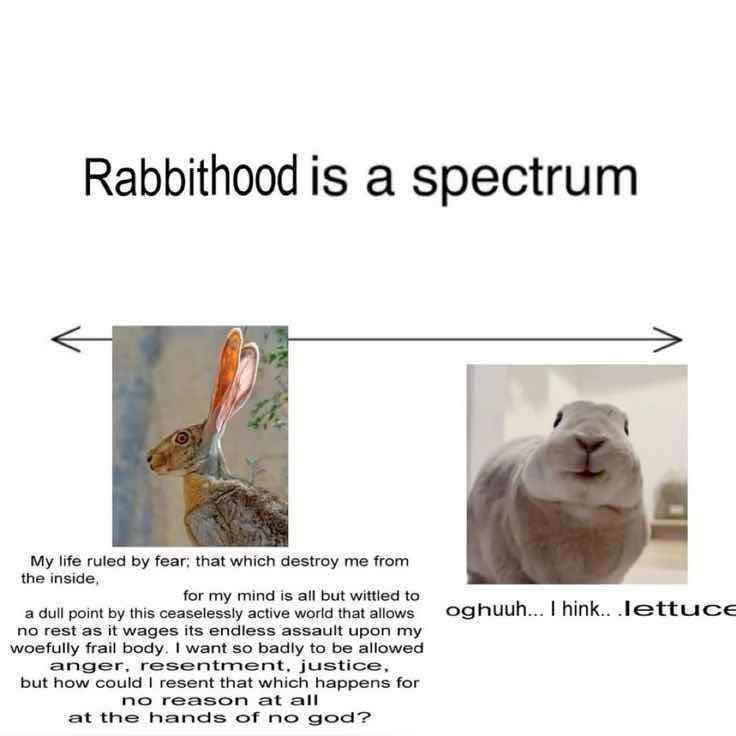 Rabbithood is a spectrum
My life ruled by fear; that which destroy me from
the inside,
for my mind is all but wittled to
a dull point by this ceaselessly active world that allows
no rest as it wages its endless assault upon my
woefully frail body. I want so badly to be allowed
anger, resentment, justice,
but how could I resent that which happens for
no reason at all
at the hands of no god?
oghuuh... I hink.. .lettuce